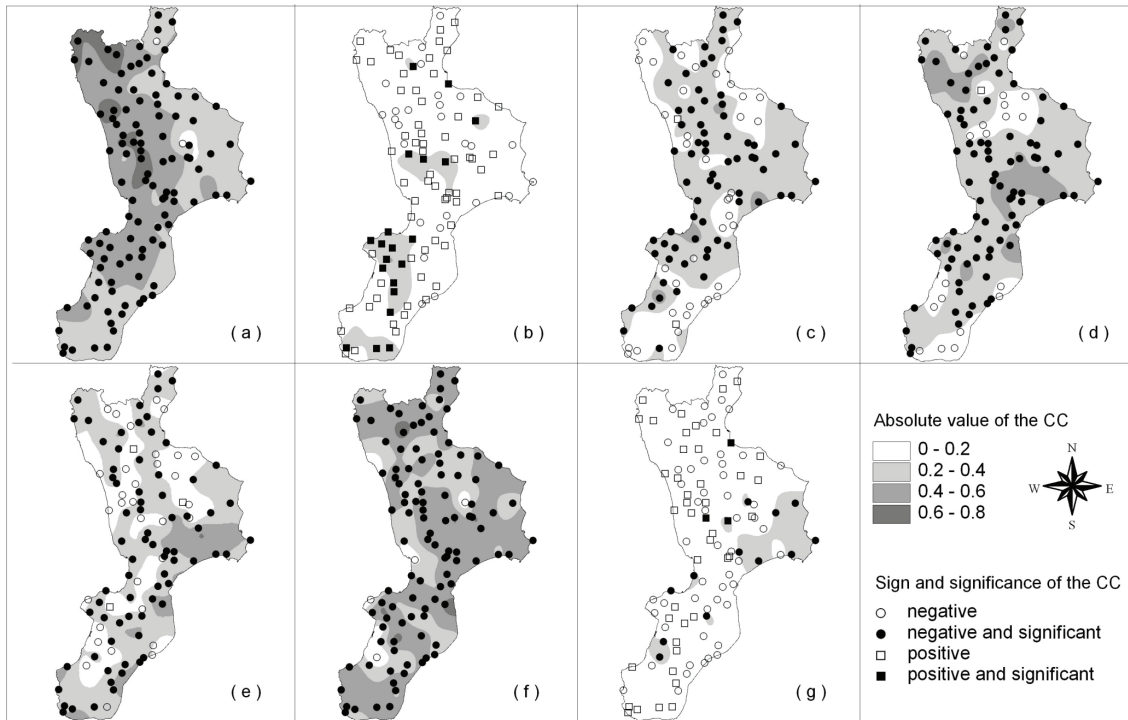 ( a )
( b )
( c )
( d )
( e )
( f )
( g )
Absolute value of the CC
0 - 0.2
0.2 - 0.4
0.4 - 0.6
0.6 - 0.8
N
W E
S
Sign and significance of the CC
negative
negative and significant
positive
positive and significant